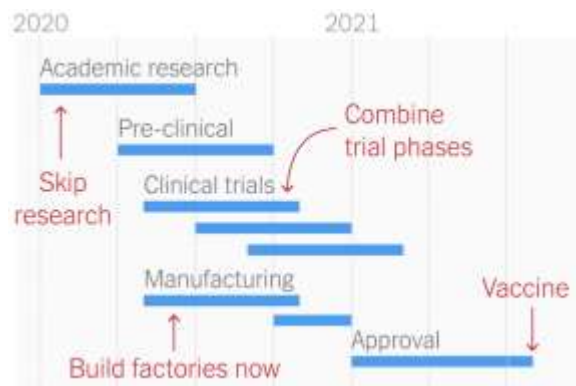 2020 2021
Academic research
Combine
trial phases
Pre-clinical
Skip
research
Clinical trials
Manufacturing
Vaccine
Build factories now
Approval